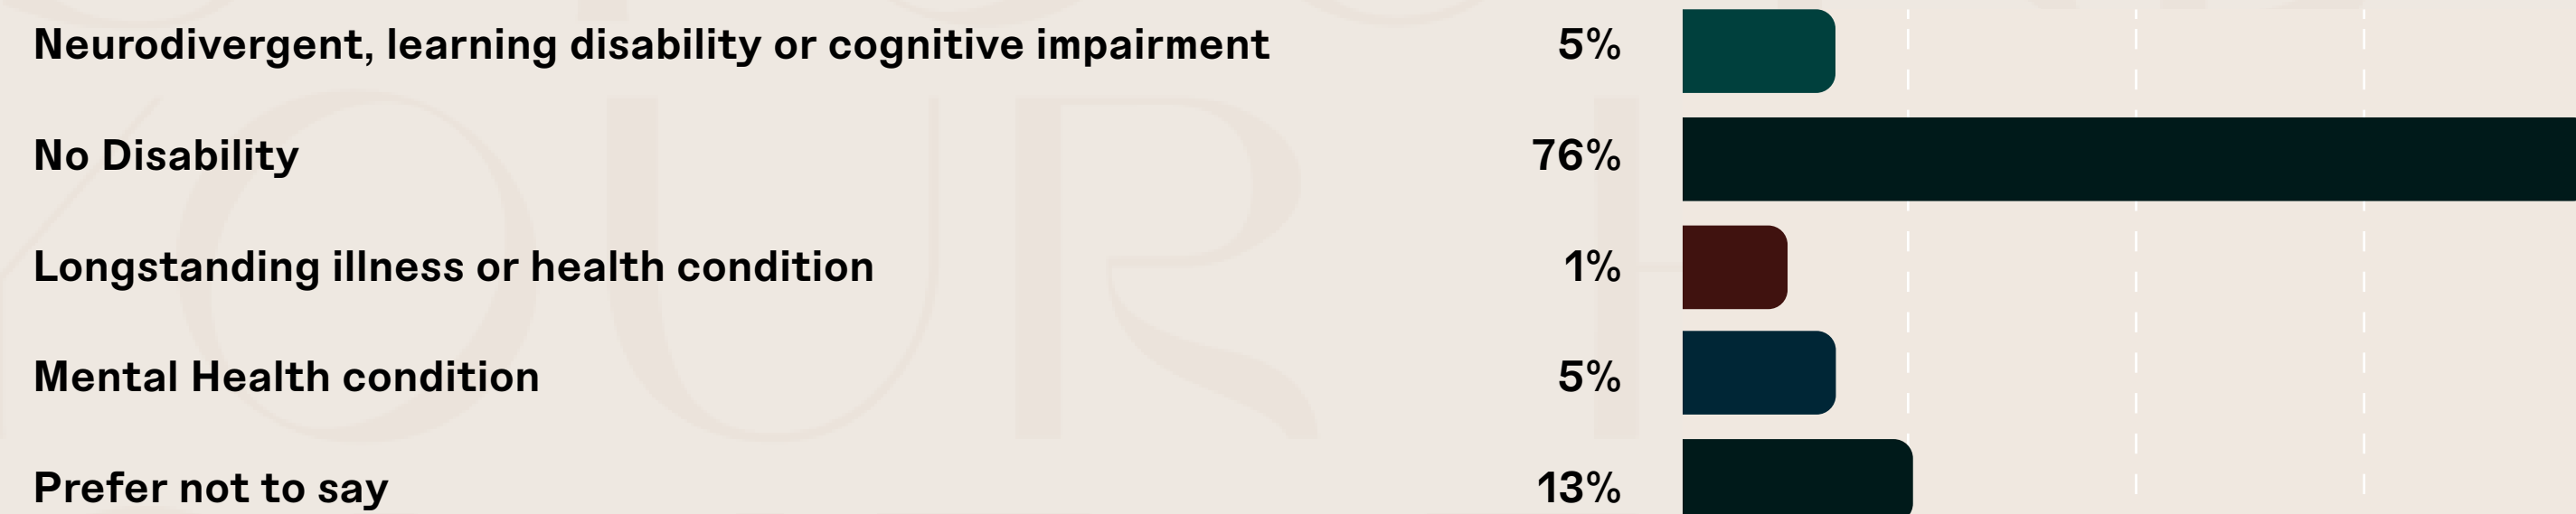 Neurodivergent, learning disability or cognitive impairment 5%
No Disability 76%
Longstanding illness or health condition 1%
Mental Health condition 5%
Prefer not to say 13%
YOUR H